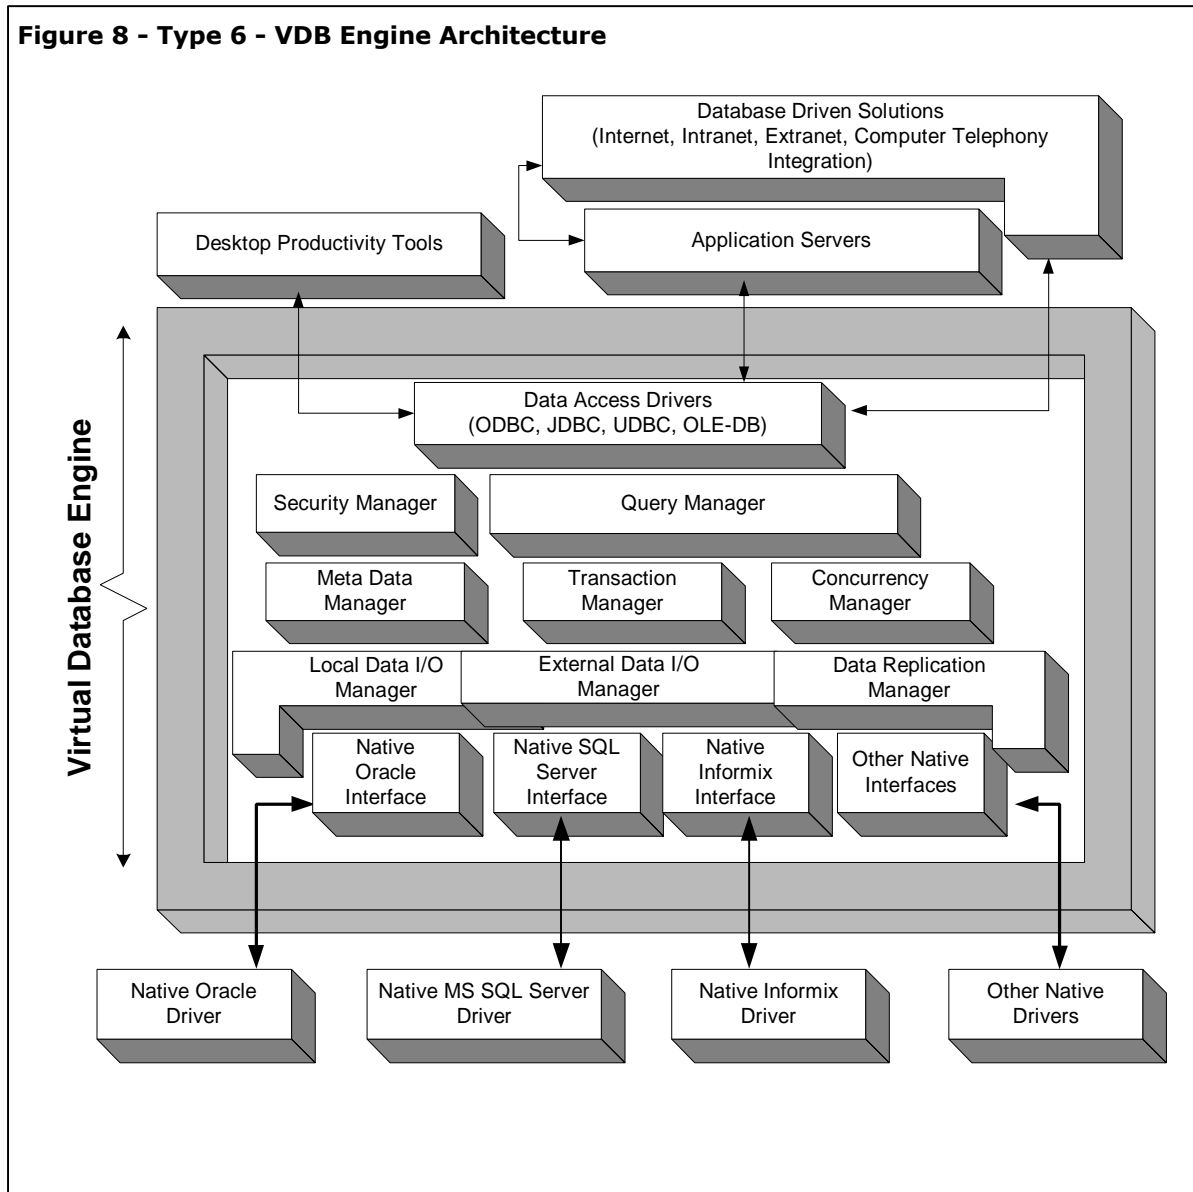 Figure 8 - Type 6 - VDB Engine Architecture
Database Driven Solutions
(Internet, Intranet, Extranet, Computer Telephony
Integration)
Desktop Productivity Tools
Application Servers
Virtual Database Engine
Data Access Drivers
(ODBC, JDBC, UDBC, OLE-DB)
Security Manager
Query Manager
Meta Data
Manager
Transaction
Manager
Concurrency
Manager
Local Data I/O
Manager
External Data I/O
Manager
Data Replication
Manager
Native
Oracle
Interface
Native SQL
Server
Interface
Native
Informix
Interface
Other Native
Interfaces
Native Oracle
Driver
Native MS SQL Server
Driver
Native Informix
Driver
Other Native
Drivers